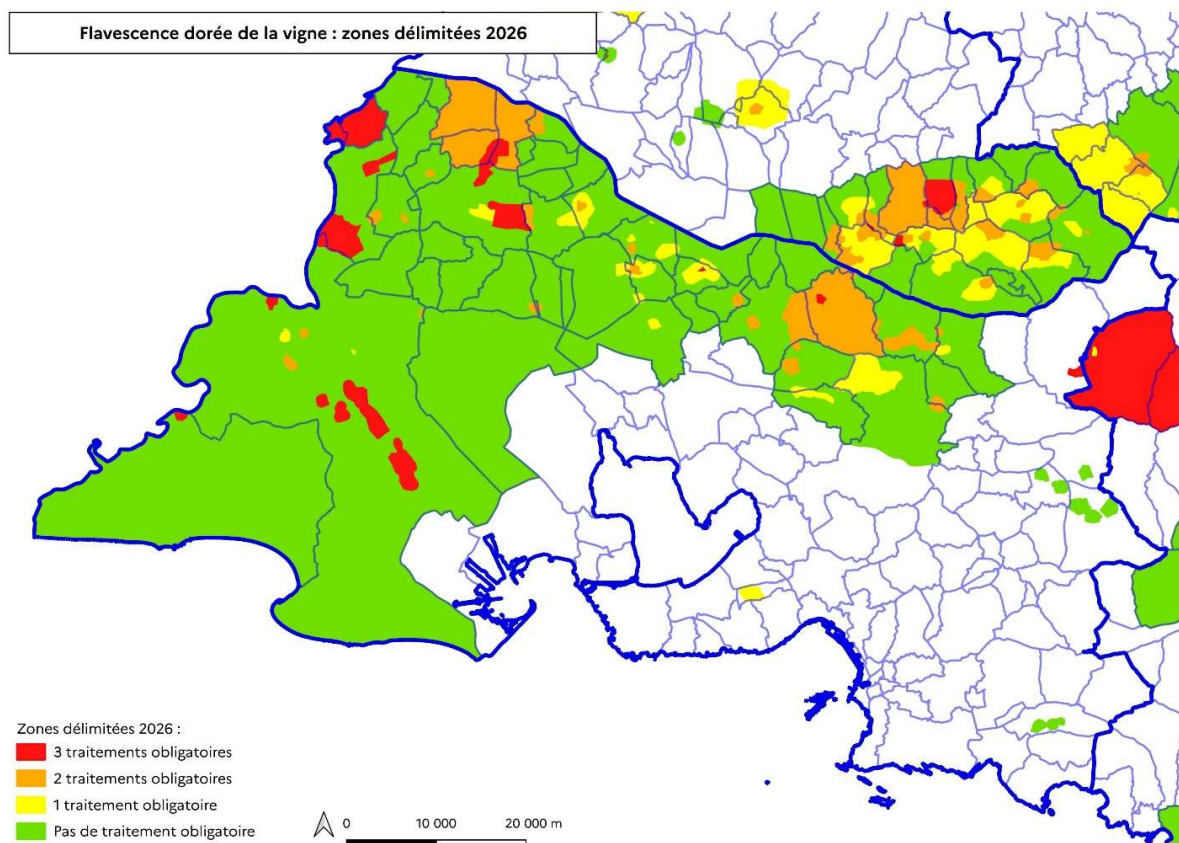 Flavescence dorée de la vigne : zones délimitées 2026
Zones délimitées 2026 :
3 traitements obligatoires
2 traitements obligatoires
1 traitement obligatoire
Pas de traitement obligatoire
0 10 000 20 000 m